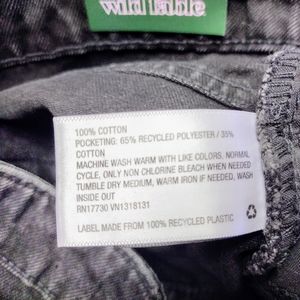 wild fable
100% COTTON
POCKETING: 65% RECYCLED POLYESTER / 35%
COTTON
MACHINE WASH WARM WITH LIKE COLORS, NORMAL
CYCLE, ONLY NON CHLORINE BLEACH WHEN NEEDED
TUMBLE DRY MEDIUM, WARM IRON IF NEEDED, WASH
INSIDE OUT
RN17730 VN1318131
LABEL MADE FROM 100% RECYCLED PLASTIC